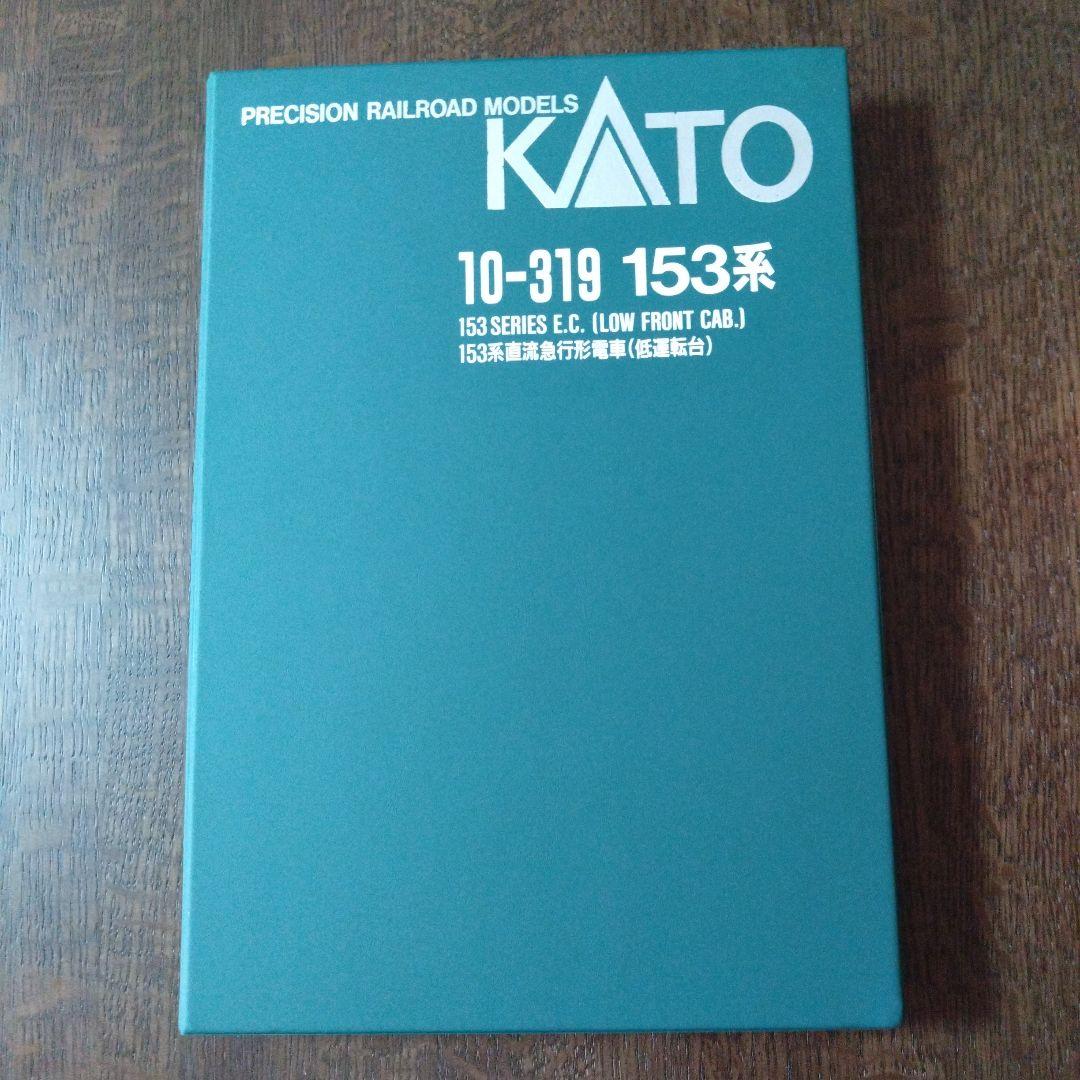 PRECISION RAILROAD MODELS
KATO
10-319 153系
153 SERIES E.C. (LOW FRONT CAB.)
153系直流急行形電車(低運転台)